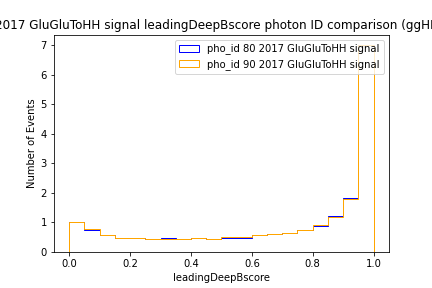 2017 GluGluToHH signal leadingDeepBscore photon ID comparison (ggH
7
6
5
4
3
2
1
0
Number of Events
pho_id 80 2017 GluGluToHH signal
pho_id 90 2017 GluGluToHH signal
0.0 0.2 0.4 0.6 0.8 1.0
leadingDeepBscore